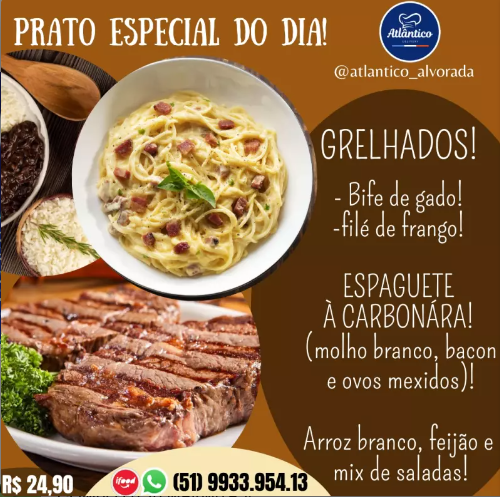 PRATO ESPECIAL DO DIA!
Atlântico
@atlantico_alvorada
GRELHADOS!
- Bife de gado!
-filé de frango!
ESPAGUETE
À CARBONÁRA!
(molho branco, bacon
e ovos mexidos)!
Arroz branco, feijão e
mix de saladas!
R$ 24,90
ifood
(51) 9933.954.13